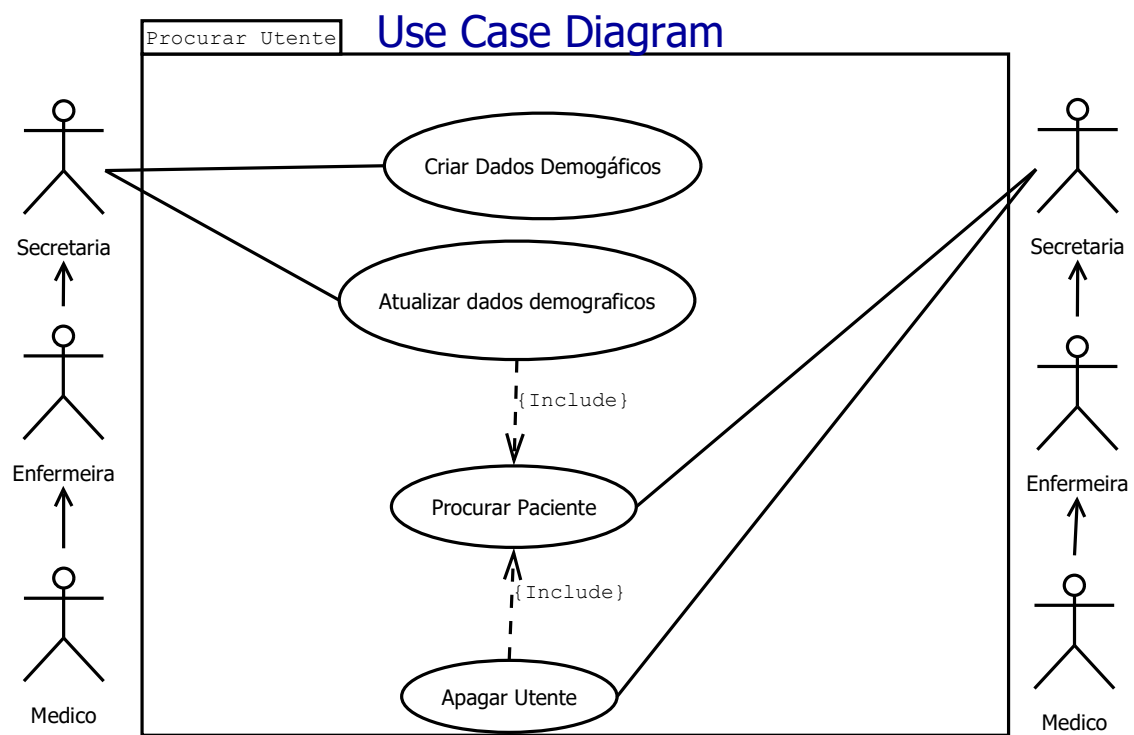 Use Case Diagram
Procurar Utente
Criar Dados Demogáficos
Secretaria
Secretaria
Atualizar dados demograficos
{Include}
Enfermeira
Enfermeira
Procurar Paciente
{Include}
Apagar Utente
Medico
Medico